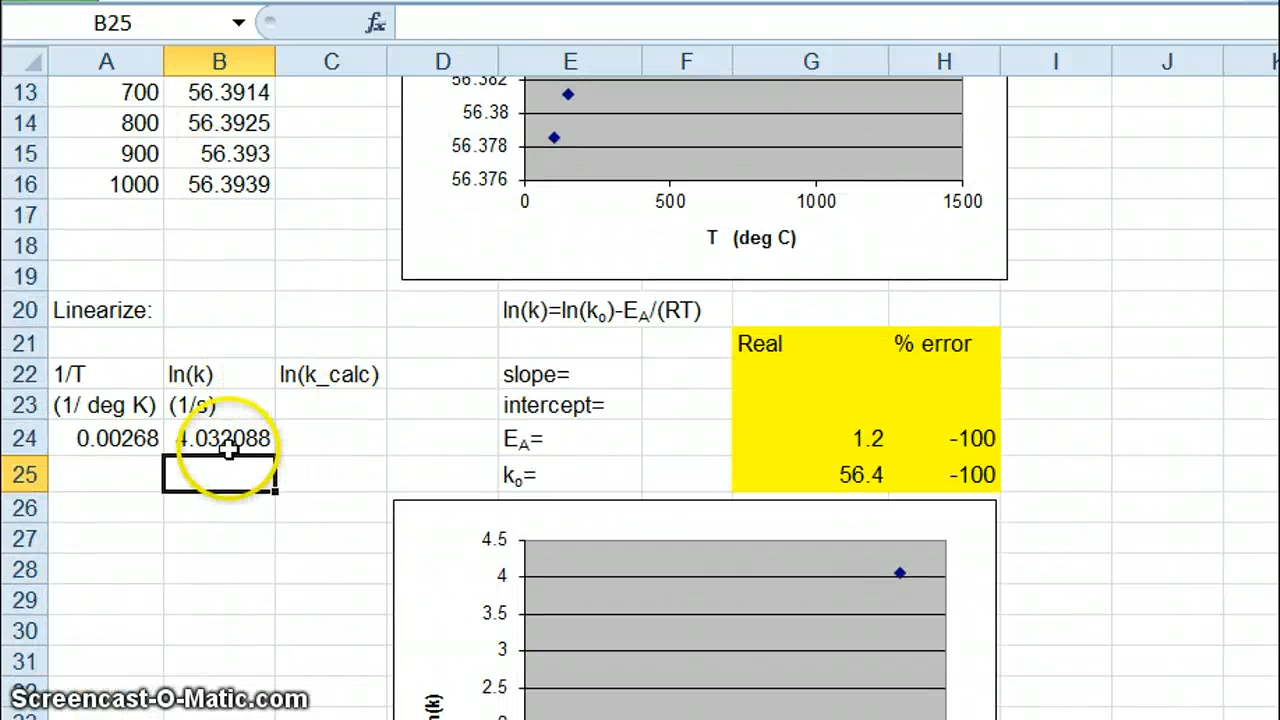 B25 fx
A B C D E F G H I J K
13 700 56.3914
14 800 56.3925
15 900 56.393
16 1000 56.3939
17
18
19
56.382
56.38
56.378
56.376
0 500 1000 1500
T (deg C)
20 Linearize: ln(k)=ln(kₒ)-E_A/(RT)
21 Real % error
22 1/T ln(k) ln(k_calc) slope=
23 (1/ deg K) (1/s) intercept=
24 0.00268 4.032088 E_A= 1.2 -100
25 kₒ= 56.4 -100
26
27
28
29
30
31
4.5
4
3.5
3
2.5
Screencast-O-Matic.com